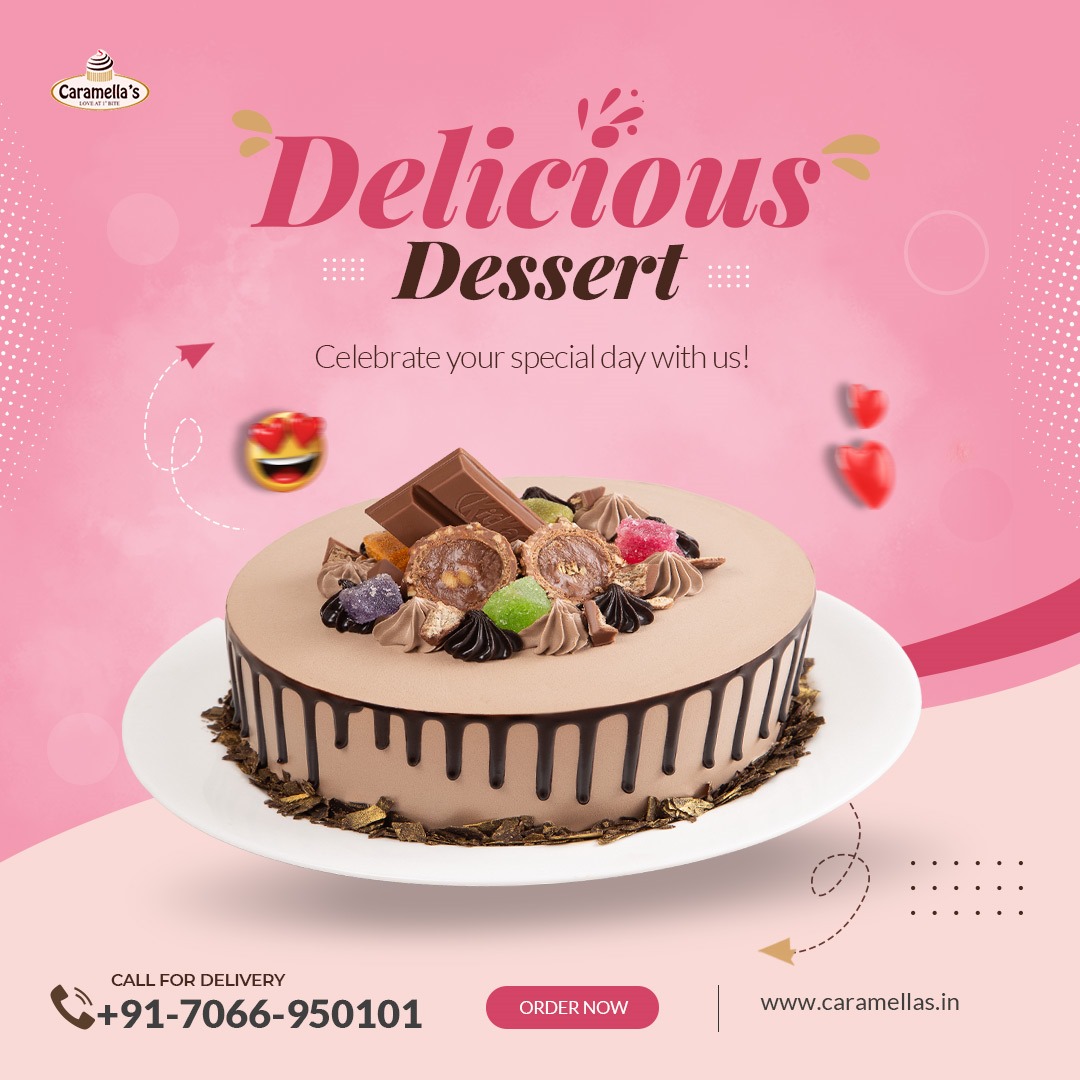 Caramella's
LOVE AT 1ST BITE
Delicious
Dessert
Celebrate your special day with us!
CALL FOR DELIVERY
+91-7066-950101
ORDER NOW
www.caramellas.in